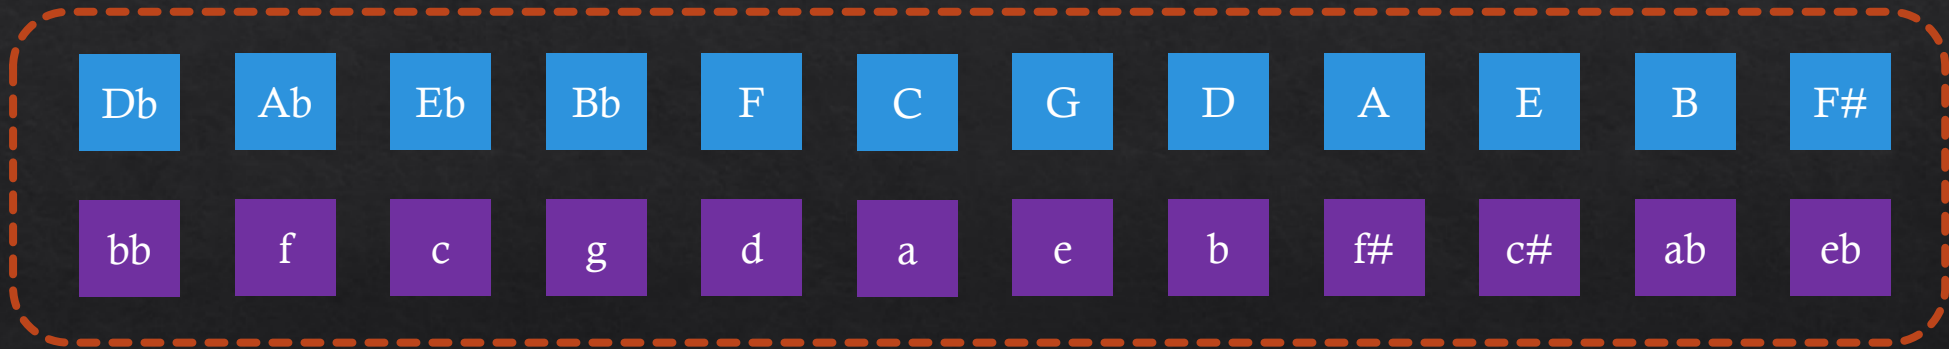 Db Ab Eb Bb F C G D A E B F#
bb f c g d a e b f# c# ab eb